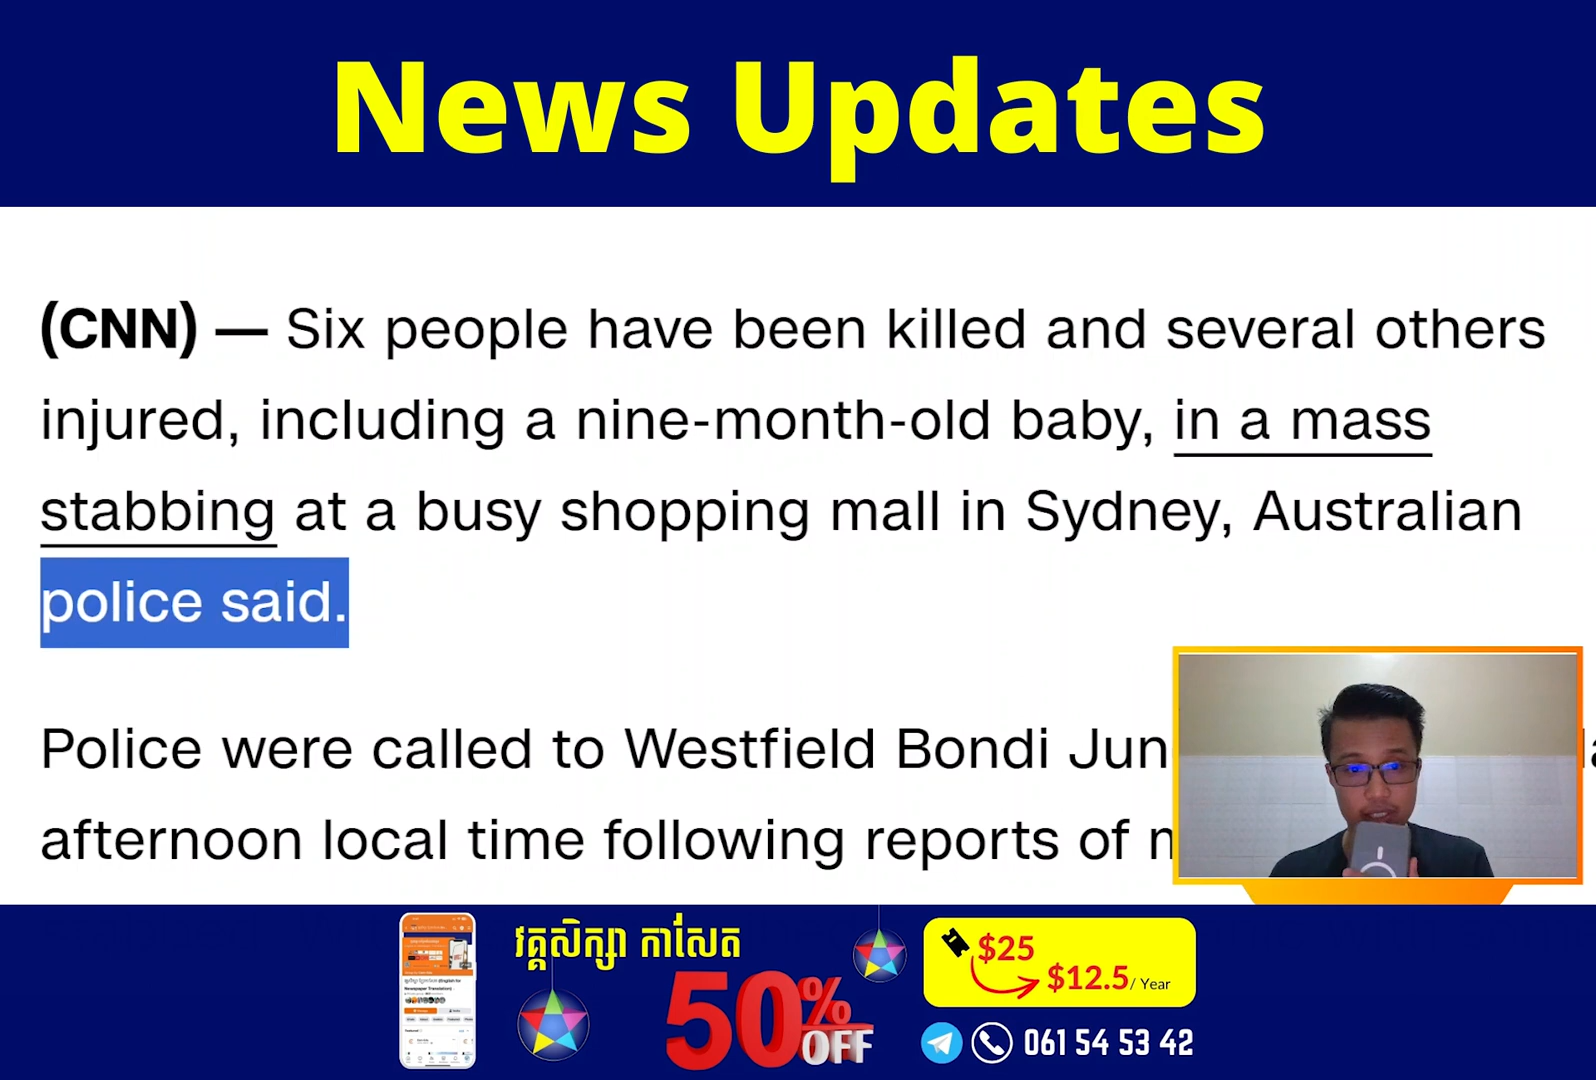 News Updates
(CNN) — Six people have been killed and several others
injured, including a nine-month-old baby, in a mass
stabbing at a busy shopping mall in Sydney, Australian
police said.
Police were called to Westfield Bondi Jun
afternoon local time following reports of m
វគ្គសិក្សា កាសែត
50% OFF
$25
$12.5/ Year
061 54 53 42